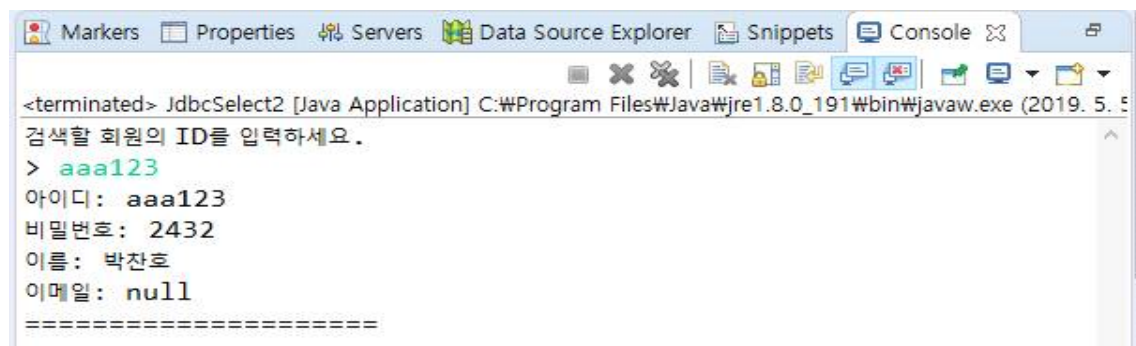 Markers Properties Servers Data Source Explorer Snippets Console
<terminated> JdbcSelect2 [Java Application] C:₩Program Files₩Java₩jre1.8.0_191₩bin₩javaw.exe (2019. 5. 5
검색할 회원의 ID를 입력하세요.
> aaa123
아이디: aaa123
비밀번호: 2432
이름: 박찬호
이메일: null
=====================